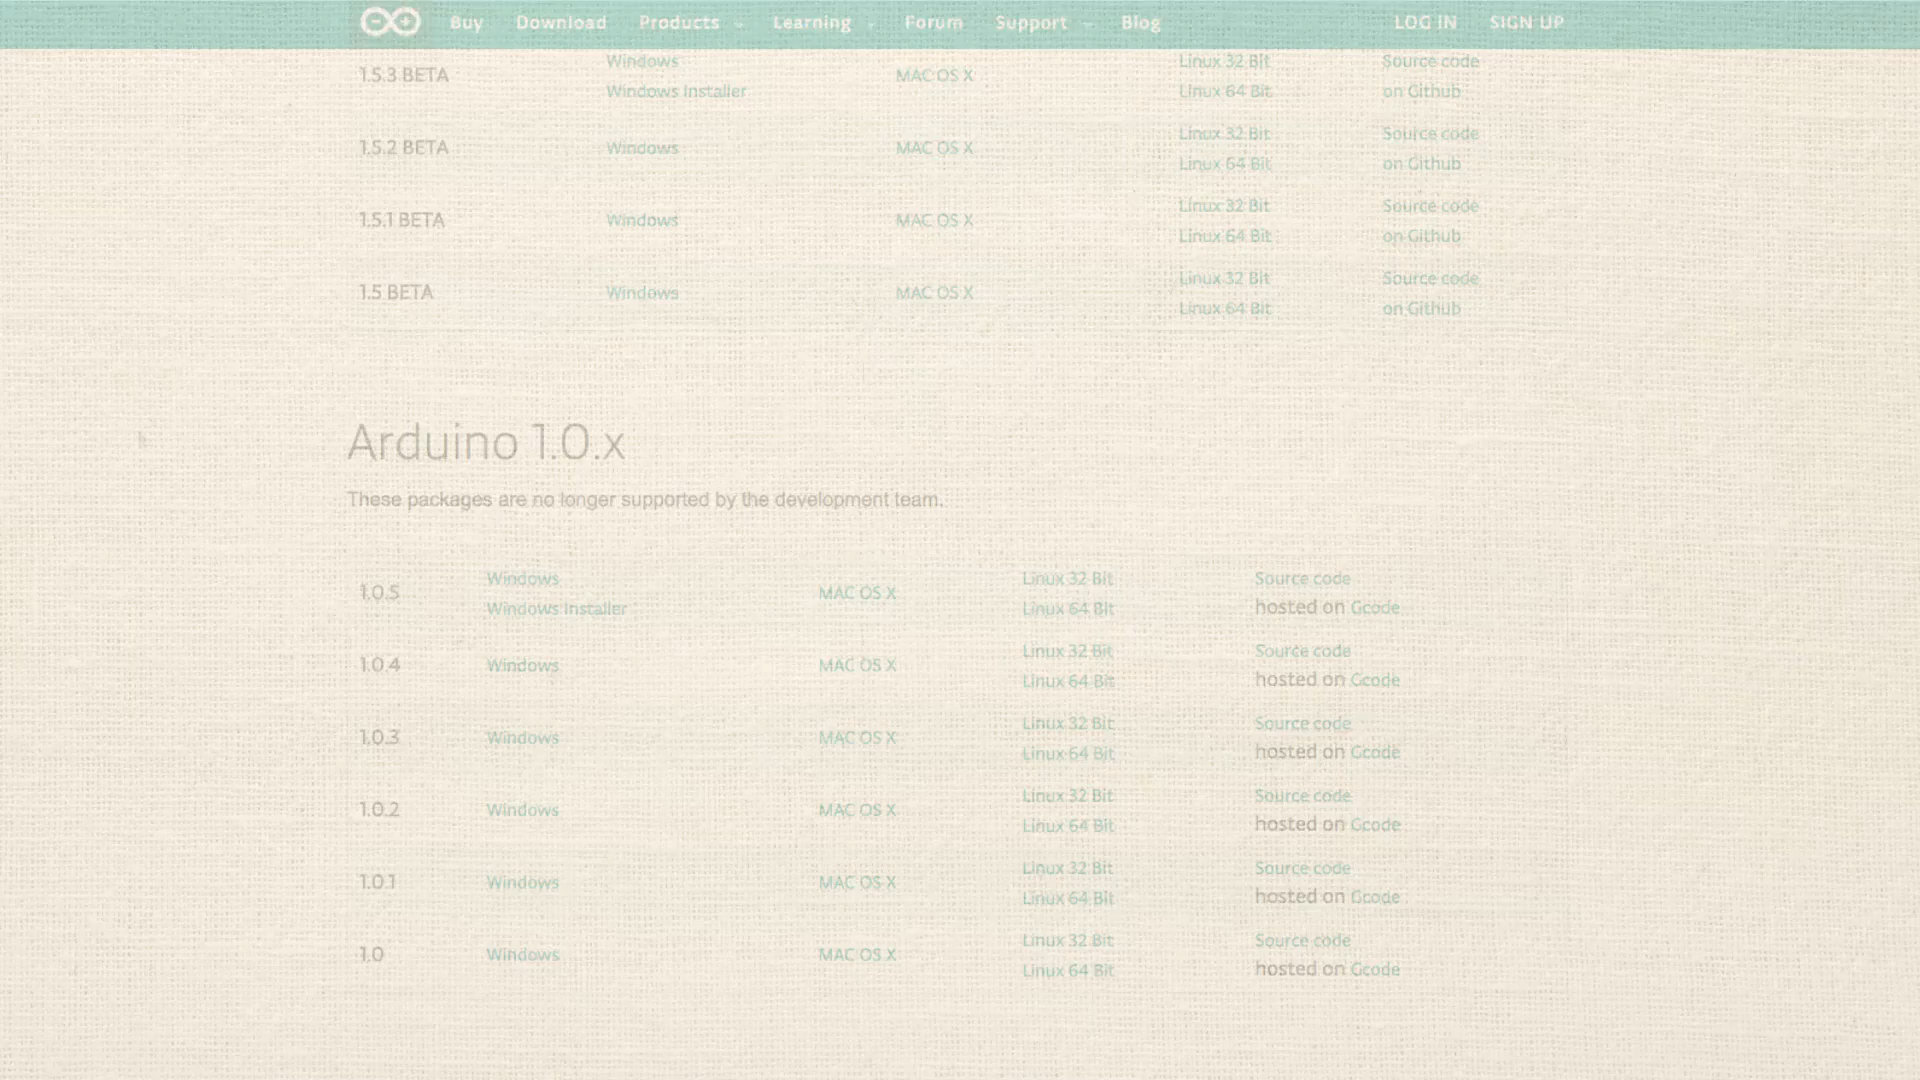 Buy Download Products Learning Forum Support Blog LOG IN SIGN UP
1.5.3 BETA Windows MAC OS X Linux 32 Bit Source code
Windows Installer Linux 64 Bit on Github
1.5.2 BETA Windows MAC OS X Linux 32 Bit Source code
Linux 64 Bit on Github
1.5.1 BETA Windows MAC OS X Linux 32 Bit Source code
Linux 64 Bit on Github
1.5 BETA Windows MAC OS X Linux 32 Bit Source code
Linux 64 Bit on Github
Arduino 1.0.x
These packages are no longer supported by the development team.
1.0.5 Windows MAC OS X Linux 32 Bit Source code
Windows Installer Linux 64 Bit hosted on Gcode
1.0.4 Windows MAC OS X Linux 32 Bit Source code
Linux 64 Bit hosted on Gcode
1.0.3 Windows MAC OS X Linux 32 Bit Source code
Linux 64 Bit hosted on Gcode
1.0.2 Windows MAC OS X Linux 32 Bit Source code
Linux 64 Bit hosted on Gcode
1.0.1 Windows MAC OS X Linux 32 Bit Source code
Linux 64 Bit hosted on Gcode
1.0 Windows MAC OS X Linux 32 Bit Source code
Linux 64 Bit hosted on Gcode